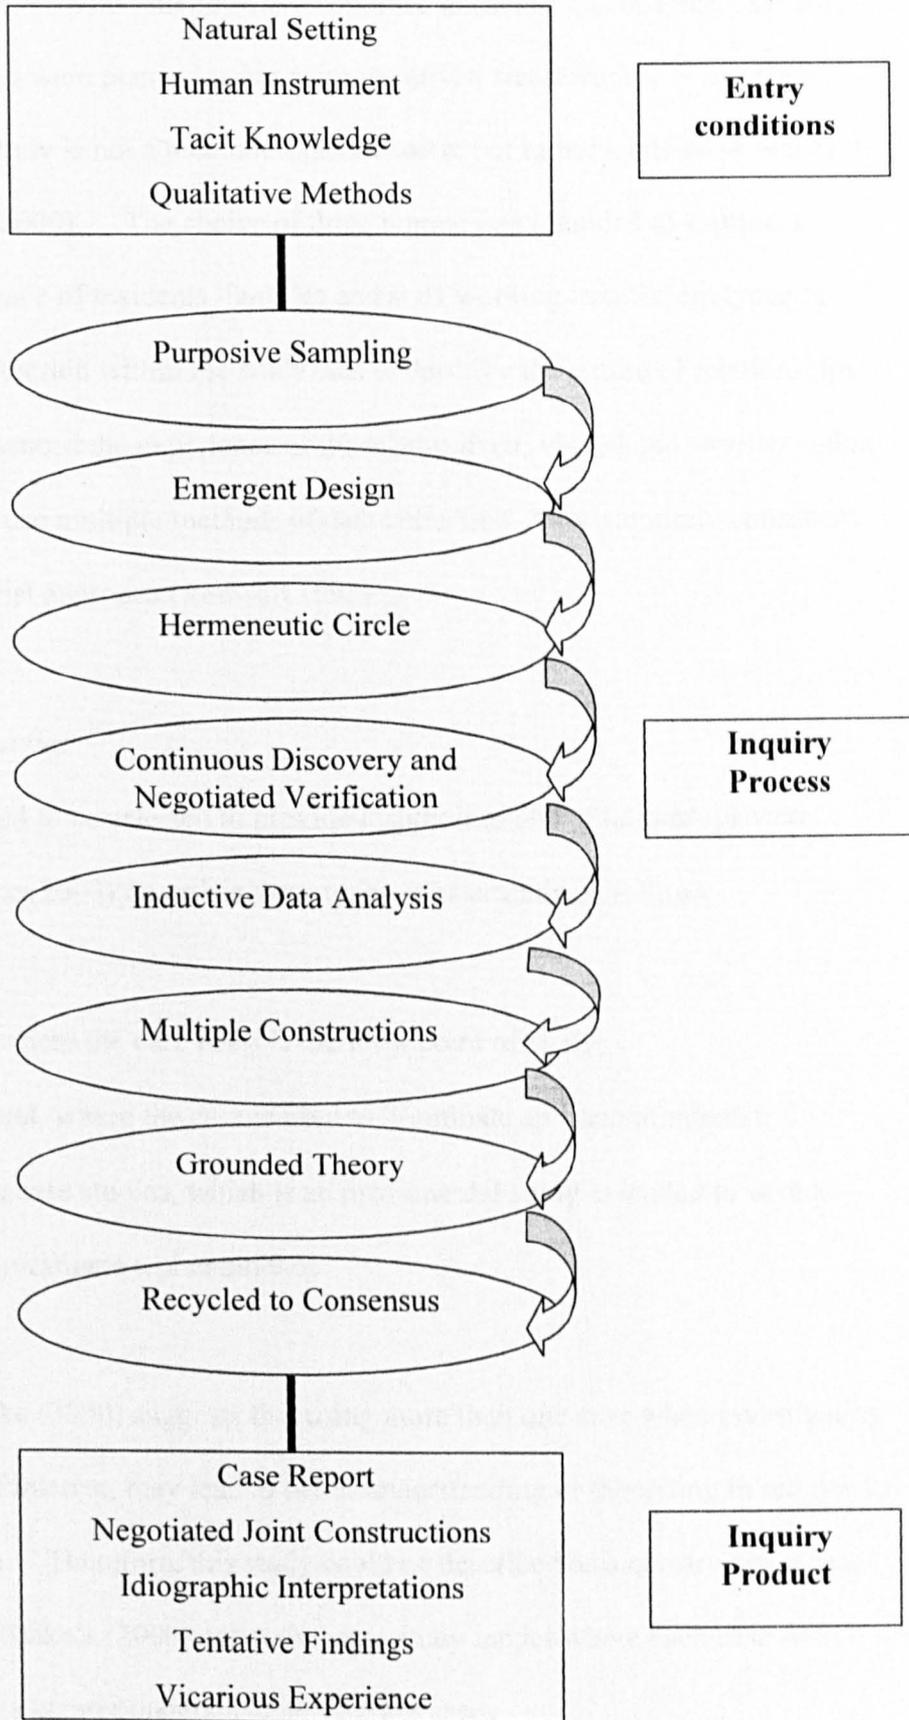 Natural Setting
Human Instrument
Tacit Knowledge
Qualitative Methods
Entry
conditions
Purposive Sampling
Emergent Design
Hermeneutic Circle
Continuous Discovery and
Negotiated Verification
Inquiry
Process
Inductive Data Analysis
Multiple Constructions
Grounded Theory
Recycled to Consensus
Case Report
Negotiated Joint Constructions
Idiographic Interpretations
Tentative Findings
Vicarious Experience
Inquiry
Product